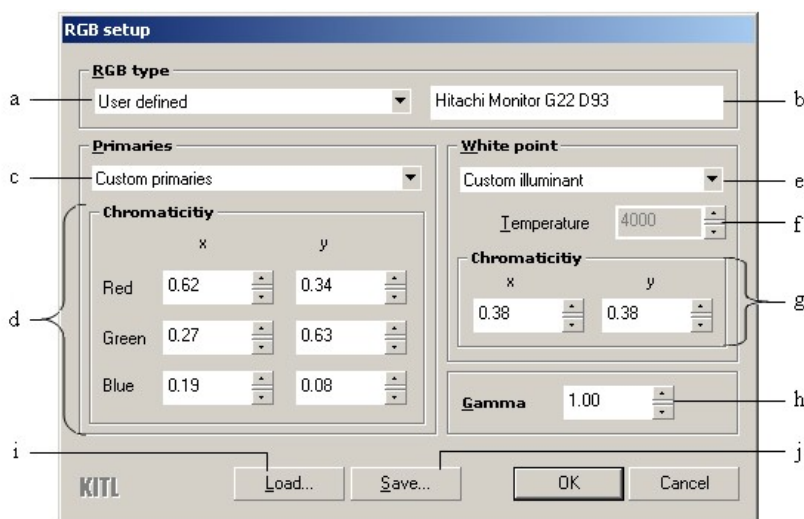 RGB setup
RGB type
a
User defined
Hitachi Monitor G22 D93
b
Primaries
White point
c
Custom primaries
Custom illuminant
e
Chromaticitiy
Temperature
4000
f
x
y
Chromaticitiy
x
y
Red
0.62
0.34
0.38
0.38
g
d
Green
0.27
0.63
Blue
0.19
0.08
Gamma
1.00
h
i
j
KITL
Load...
Save...
OK
Cancel